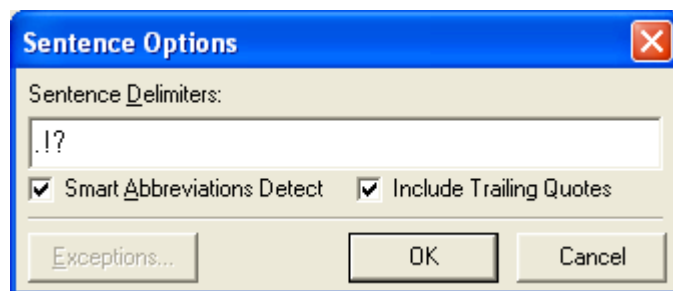 Sentence Options
Sentence Delimiters:
.!?
Smart Abbreviations Detect Include Trailing Quotes
Exceptions... OK Cancel